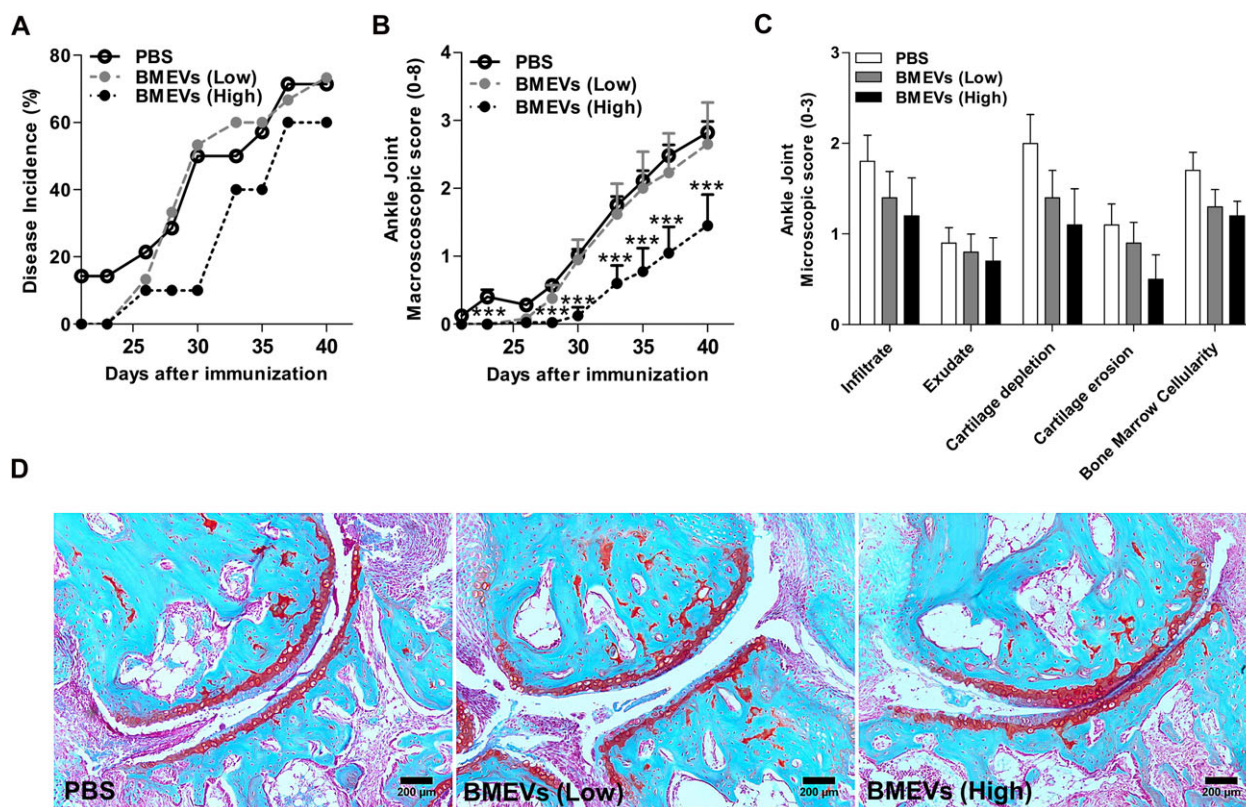 A
80
60
40
20
0
Disease Incidence (%)
PBS
BMEVs (Low)
BMEVs (High)
25
30
35
40
Days after immunization
B
4
3
2
1
0
Ankle Joint
Macroscoscopic score (0-8)
PBS
BMEVs (Low)
BMEVs (High)
***
***
***
***
***
***
***
25
30
35
40
Days after immunization
C
3
2
1
0
Ankle Joint
Microscopic score (0-3)
PBS
BMEVs (Low)
BMEVs (High)
Infiltrate
Exudate
Cartilage depletion
Cartilage erosion
Bone Marrow Cellularity
D
PBS
200 µm
BMEVs (Low)
200 µm
BMEVs (High)
200 µm